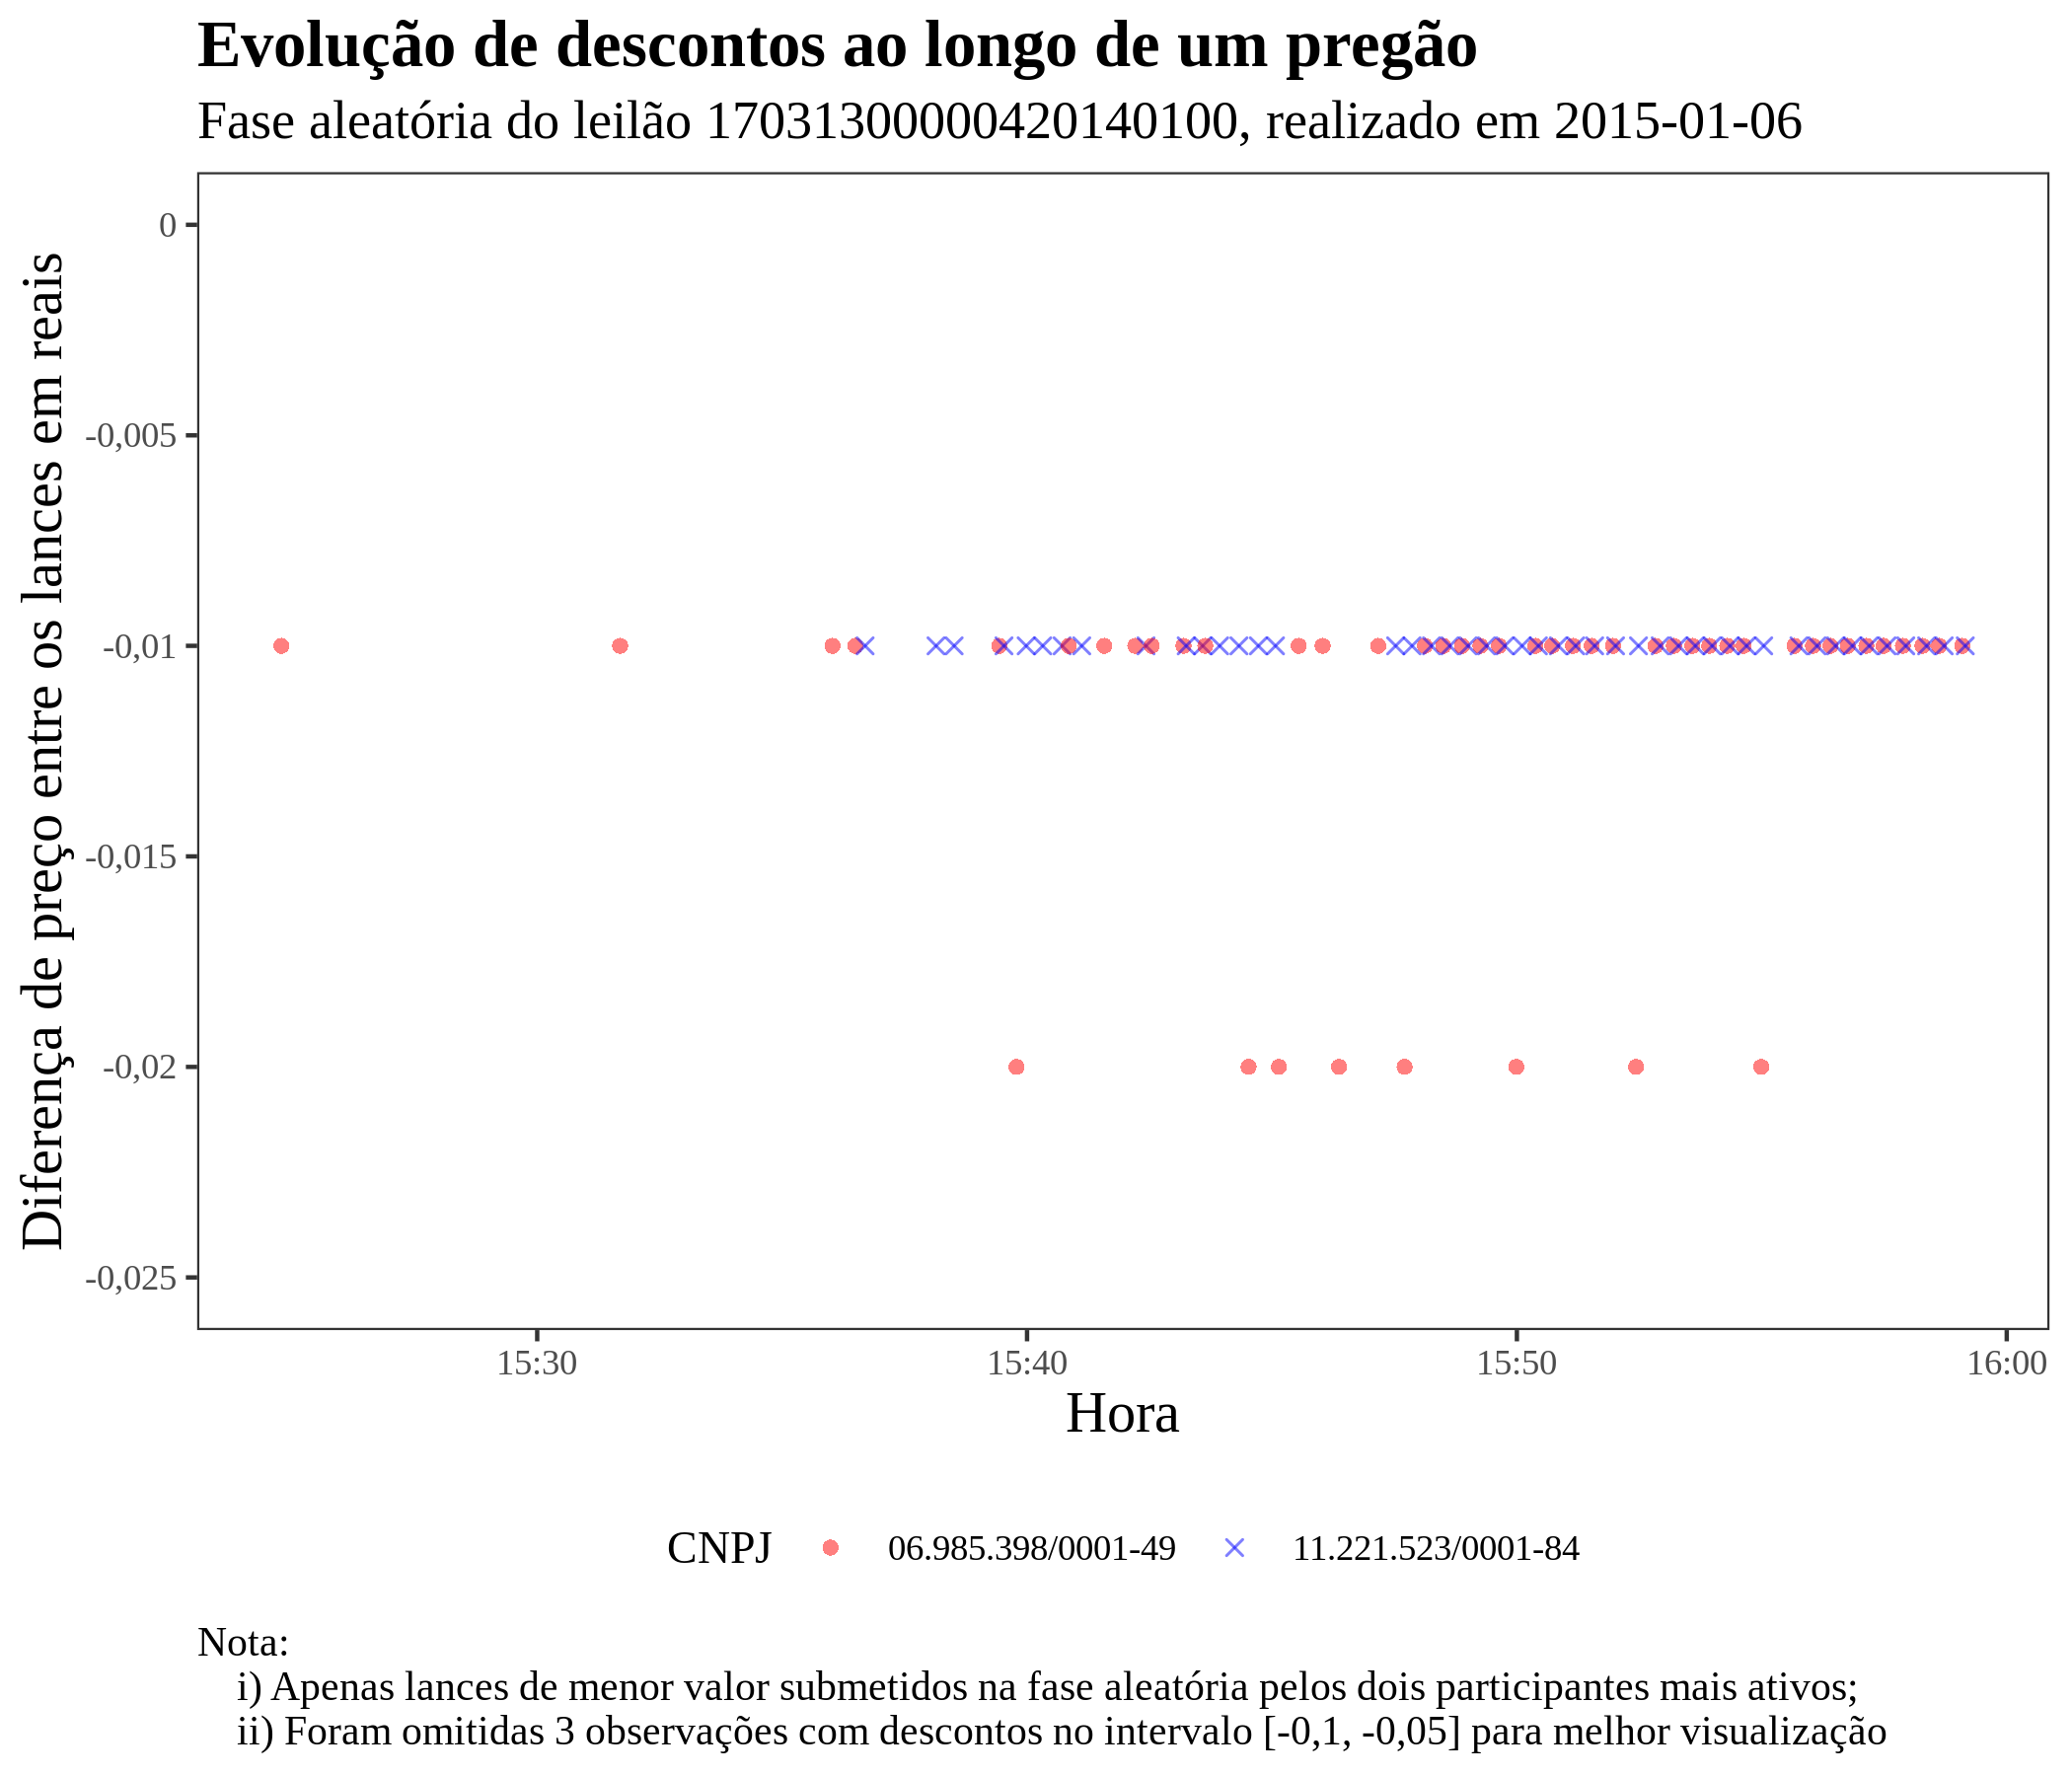 Evolução de descontos ao longo de um pregão
Fase aleatória do leilão 17031300000420140100, realizado em 2015-01-06
Diferença de preço entre os lances em reais
0
-0,005
-0,01
-0,015
-0,02
-0,025
15:30 15:40 15:50 16:00
Hora
CNPJ 06.985.398/0001-49 11.221.523/0001-84
Nota:
i) Apenas lances de menor valor submetidos na fase aleatória pelos dois participantes mais ativos;
ii) Foram omitidas 3 observações com descontos no intervalo [-0,1, -0,05] para melhor visualização